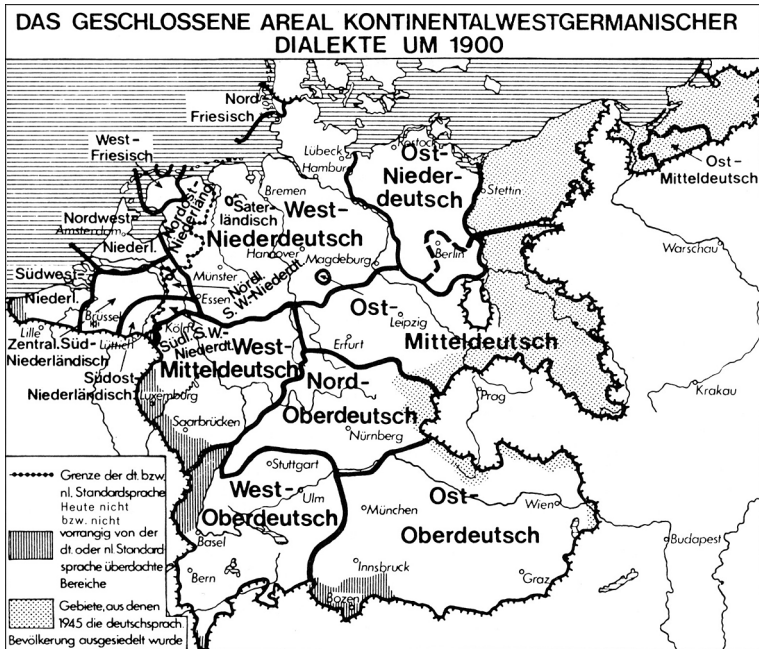 DAS GESCHLOSSENE AREAL KONTINENTALWESTGERMANISCHER
DIALEKTE UM 1900
Nord
Friesisch
West-
Friesisch
Lübeck
Hamburg
Rostock
Ost-
Nieder-
deutsch
Ost-
Mitteldeutsch
Stettin
Bremen
Sater-
ländisch
Nordost-
Niederländ.
West-
Niederdeutsch
Nordwest-
Amsterdam
Niederl.
Hannover
Magdeburg
Berlin
Warschau
Münster
Nördl.
S.W-Niederdt.
Südwest-
Niederl.
Essen
Brüssel
Lille
Köln
Lüttich
Zentral.Süd-
Niederländisch
Südl.S.W.-
Niederdt.
Südost-
Niederländisch
West-
Mitteldeutsch
Ost-
Mitteldeutsch
Leipzig
Erfurt
Luxemburg
Nord-
Oberdeutsch
Prag
Krakau
Saarbrücken
Nürnberg
Stuttgart
West-
Oberdeutsch
Ulm
München
Ost-
Oberdeutsch
Wien
Budapest
Basel
Bern
Innsbruck
Graz
Bozen
Grenze der dt. bzw.
nl. Standardsprache
Heute nicht
bzw. nicht
vorrangig von der
dt. oder nl. Standard-
sprache überdachte
Bereiche
Gebiete, aus denen
1945 die deutschsprach.
Bevölkerung ausgesiedelt wurde